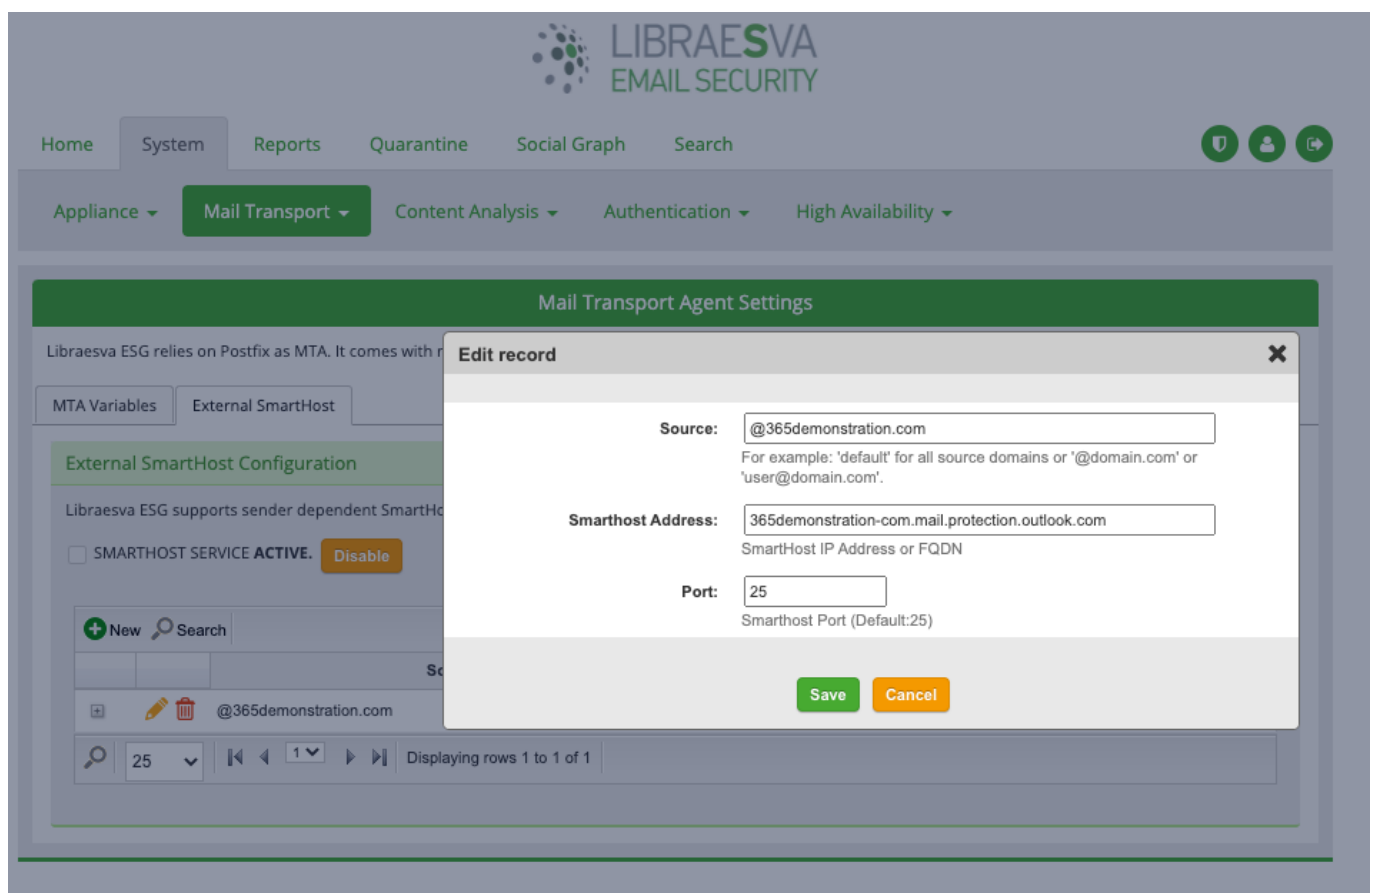 LIBRAESVA
EMAIL SECURITY
Home System Reports Quarantine Social Graph Search
Appliance Mail Transport Content Analysis Authentication High Availability
Mail Transport Agent Settings
Libraesva ESG relies on Postfix as MTA. It comes with
MTA Variables External SmartHost
External SmartHost Configuration
Libraesva ESG supports sender dependent
SMARTHOST SERVICE ACTIVE. Disable
New Search
@365demonstration.com
25 1 Displaying rows 1 to 1 of 1
Edit record
Source: @365demonstration.com
For example: 'default' for all source domains or '@domain.com' or
'user@domain.com'.
Smarthost Address: 365demonstration-com.mail.protection.outlook.com
SmartHost IP Address or FQDN
Port: 25
Smarthost Port (Default:25)
Save Cancel